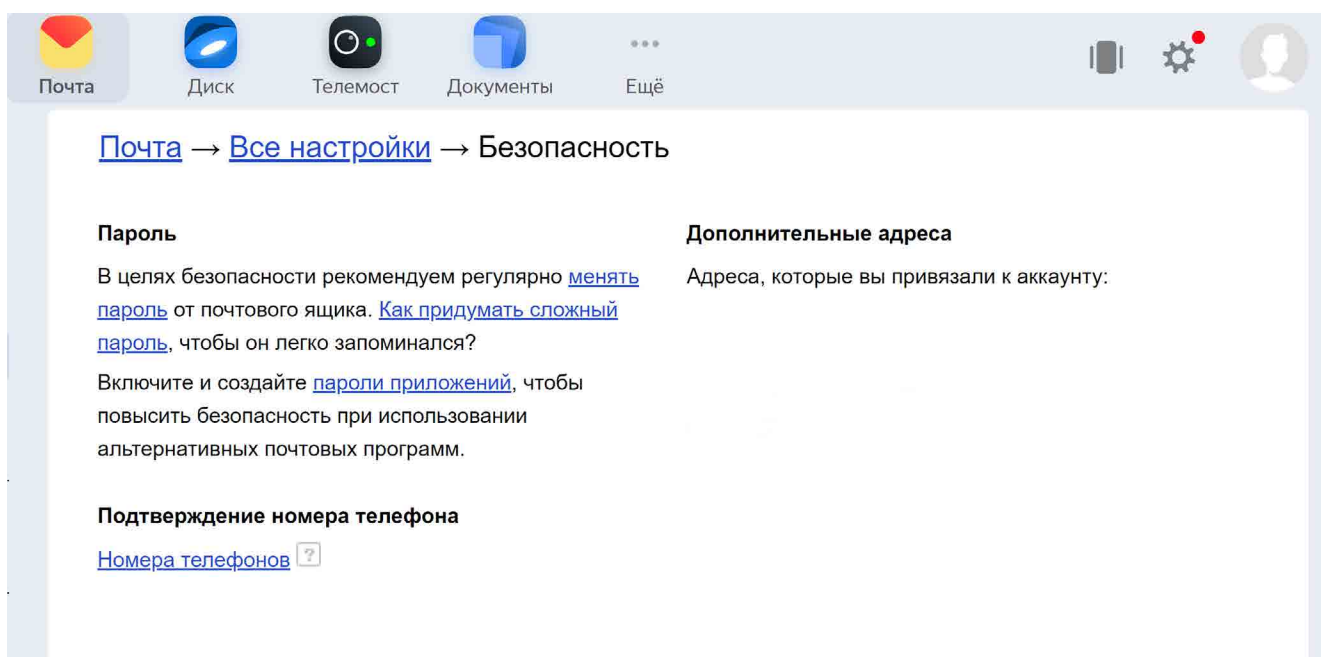 Почта
Диск
Телемост
Документы
Ещё
Почта → Все настройки → Безопасность
Пароль
В целях безопасности рекомендуем регулярно менять
пароль от почтового ящика. Как придумать сложный
пароль, чтобы он легко запоминался?
Включите и создайте пароли приложений, чтобы
повысить безопасность при использовании
альтернативных почтовых программ.
Подтверждение номера телефона
Номера телефонов ?
Дополнительные адреса
Адреса, которые вы привязали к аккаунту: